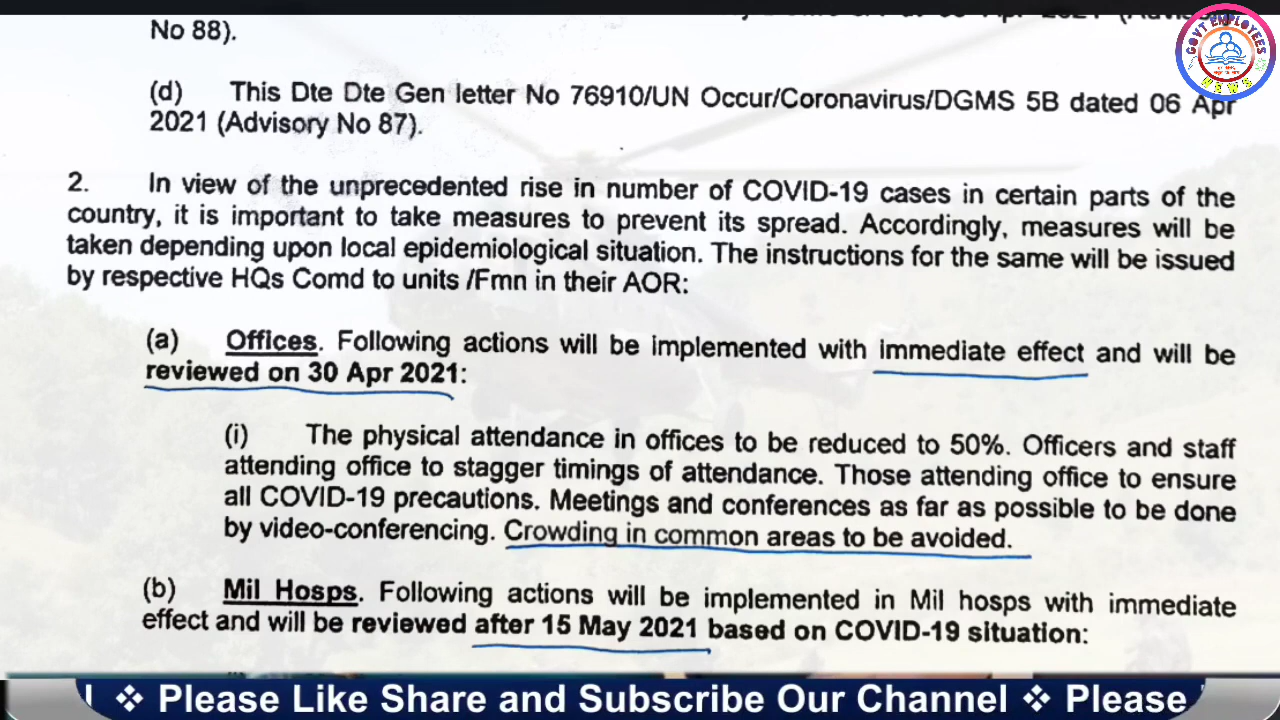 No 88).
(d) This Dte Dte Gen letter No 76910/UN Occur/Coronavirus/DGMS 5B dated 06 Apr
2021 (Advisory No 87).
2. In view of the unprecedented rise in number of COVID-19 cases in certain parts of the
country, it is important to take measures to prevent its spread. Accordingly, measures will be
taken depending upon local epidemiological situation. The instructions for the same will be issued
by respective HQs Comd to units /Fmn in their AOR:
(a) Offices. Following actions will be implemented with immediate effect and will be
reviewed on 30 Apr 2021:
(i) The physical attendance in offices to be reduced to 50%. Officers and staff
attending office to stagger timings of attendance. Those attending office to ensure
all COVID-19 precautions. Meetings and conferences as far as possible to be done
by video-conferencing. Crowding in common areas to be avoided.
(b) Mil Hosps. Following actions will be implemented in Mil hosps with immediate
effect and will be reviewed after 15 May 2021 based on COVID-19 situation:
GOVT EMPLOYEES
NEWS
❖ Please Like Share and Subscribe Our Channel ❖ Please